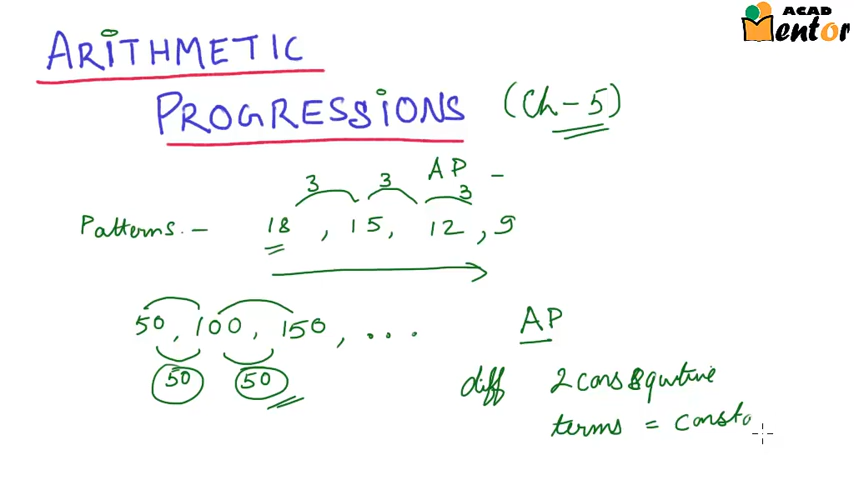 ACAD
Mentor
ARITHMETIC
PROGRESSIONS (Ch-5)
AP -
3 3 3
Patterns. - 18, 15, 12, 9
50, 100, 150, ...
50 50
AP
diff 2 consequtive
terms = consta